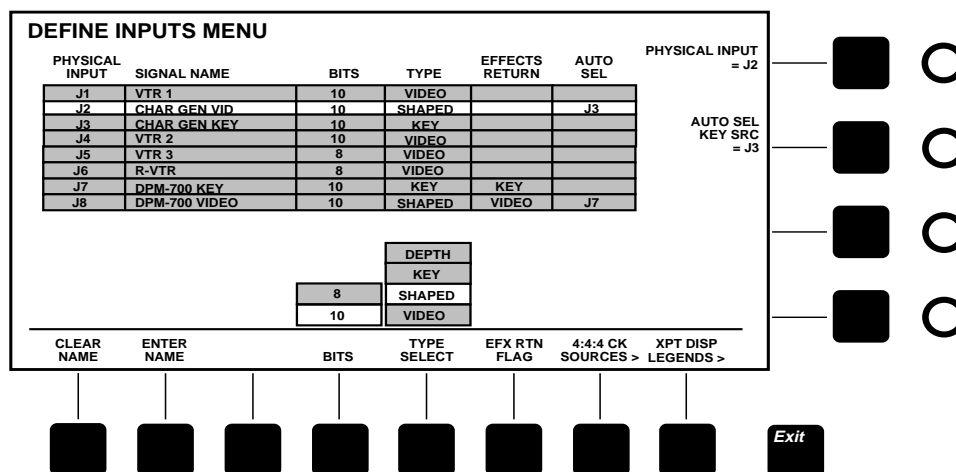 DEFINE INPUTS MENU
PHYSICAL INPUT SIGNAL NAME BITS TYPE EFFECTS RETURN AUTO SEL
J1 VTR 1 10 VIDEO
J2 CHAR GEN VID 10 SHAPED J3
J3 CHAR GEN KEY 10 KEY
J4 VTR 2 10 VIDEO
J5 VTR 3 8 VIDEO
J6 R-VTR 8 VIDEO
J7 DPM-700 KEY 10 KEY KEY
J8 DPM-700 VIDEO 10 SHAPED VIDEO J7
PHYSICAL INPUT
= J2
AUTO SEL
KEY SRC
= J3
DEPTH
KEY
8 SHAPED
10 VIDEO
CLEAR NAME ENTER NAME BITS TYPE SELECT EFX RTN FLAG 4:4:4 CK SOURCES > XPT DISP LEGENDS >
Exit